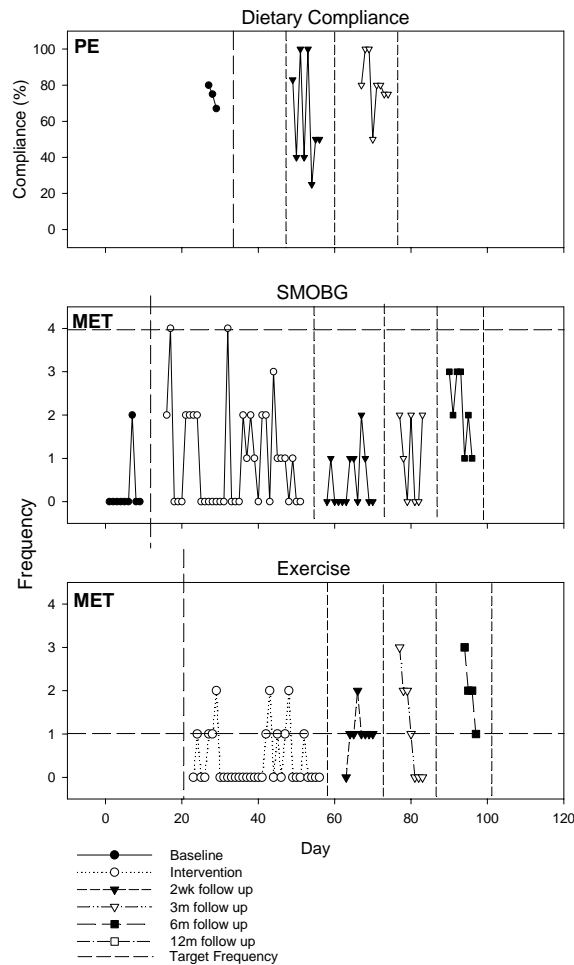 Dietary Compliance
PE
Compliance (%)
100
80
60
40
20
0
SMOBG
MET
4
3
2
1
0
Frequency
Exercise
MET
4
3
2
1
0
0 20 40 60 80 100 120
Day
Baseline
Intervention
2wk follow up
3m follow up
6m follow up
12m follow up
Target Frequency